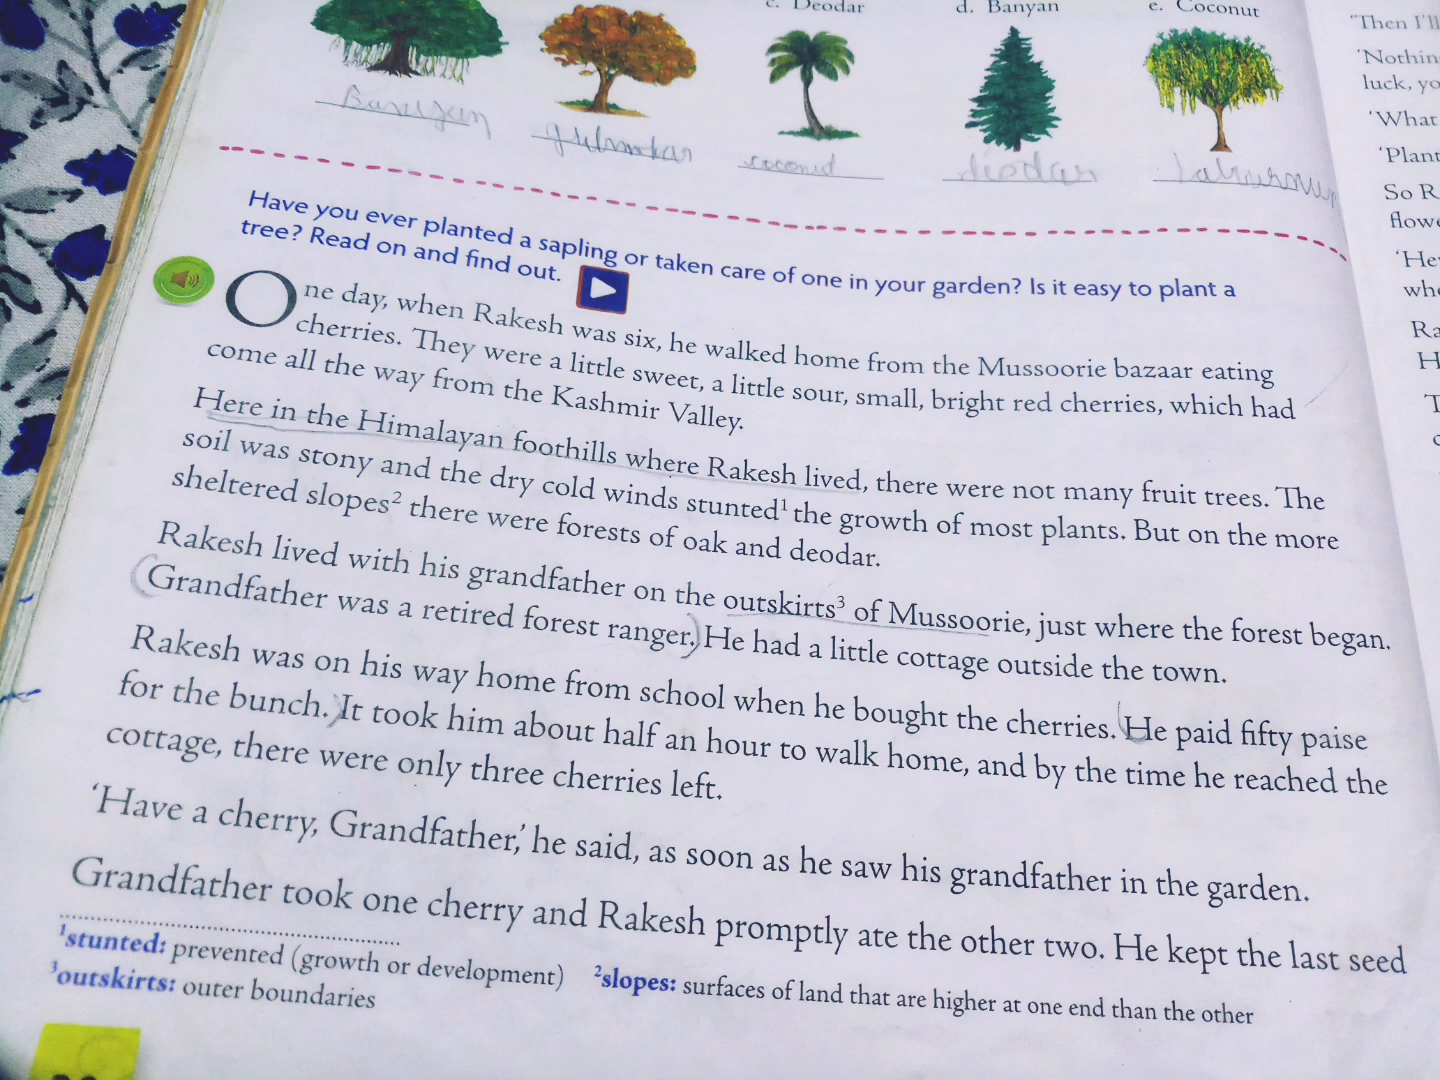 c. Deodar d. Banyan e. Coconut
Banyan
gulmohar
coconut
diodar
Laburnum
Have you ever planted a sapling or taken care of one in your garden? Is it easy to plant a
tree? Read on and find out.
One day, when Rakesh was six, he walked home from the Mussoorie bazaar eating
cherries. They were a little sweet, a little sour, small, bright red cherries, which had
come all the way from the Kashmir Valley.
Here in the Himalayan foothills where Rakesh lived, there were not many fruit trees. The
soil was stony and the dry cold winds stunted¹ the growth of most plants. But on the more
sheltered slopes² there were forests of oak and deodar.
Rakesh lived with his grandfather on the outskirts³ of Mussoorie, just where the forest began.
Grandfather was a retired forest ranger. He had a little cottage outside the town.
Rakesh was on his way home from school when he bought the cherries. He paid fifty paise
for the bunch. It took him about half an hour to walk home, and by the time he reached the
cottage, there were only three cherries left.
‘Have a cherry, Grandfather,’ he said, as soon as he saw his grandfather in the garden.
Grandfather took one cherry and Rakesh promptly ate the other two. He kept the last seed
¹stunted: prevented (growth or development) ²slopes: surfaces of land that are higher at one end than the other
³outskirts: outer boundaries
‘Then I'll
luck, yo
‘What
‘Plant
So R